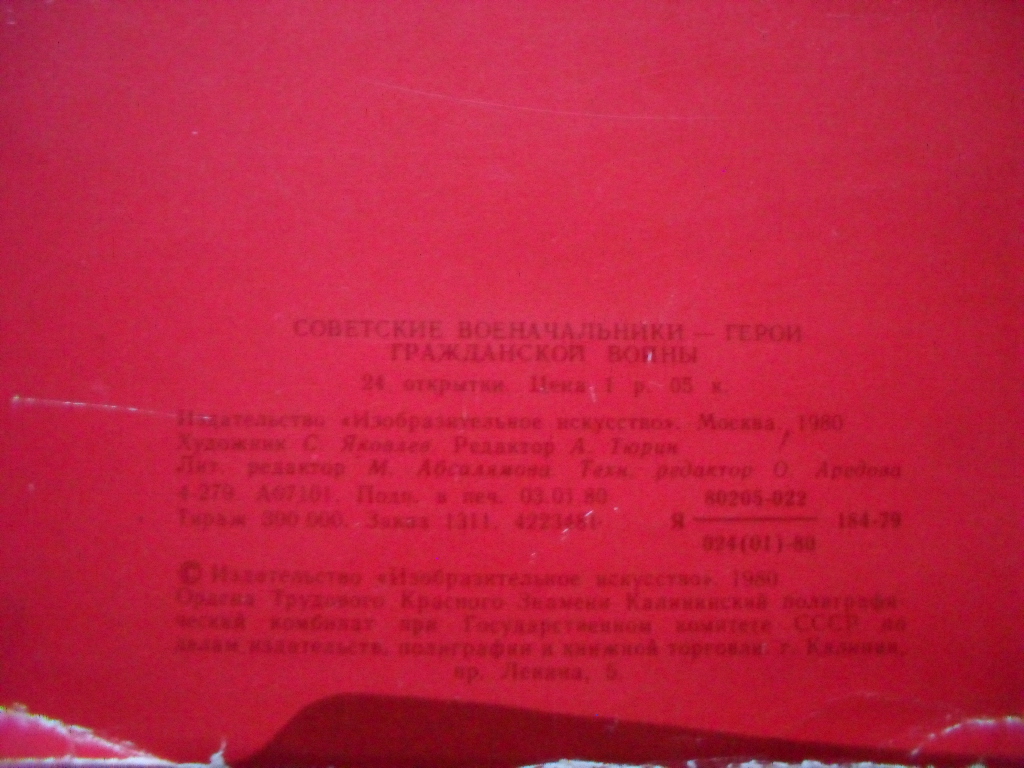 СОВЕТСКИЕ ВОЕНАЧАЛЬНИКИ — ГЕРОИ
ГРАЖДАНСКОЙ ВОЙНЫ
24 открытки. Цена 1 р. 05 к.
Издательство «Изобразительное искусство». Москва. 1980
Художник С. Яковлев. Редактор А. Тюрин
Лит. редактор М. Абсалямова Техн. редактор О. Аредова
4-279. А07101. Подп. в печ. 03.01.80
80205-022
Тираж 300 000. Заказ 1311. 4223481 Я 184-79
024(01)-80
© Издательство «Изобразительное искусство». 1980
Ордена Трудового Красного Знамени Калининский полиграфи-
ческий комбинат при Государственном комитете СССР по
делам издательств, полиграфии и книжной торговли. г. Калинин,
пр. Ленина, 5.